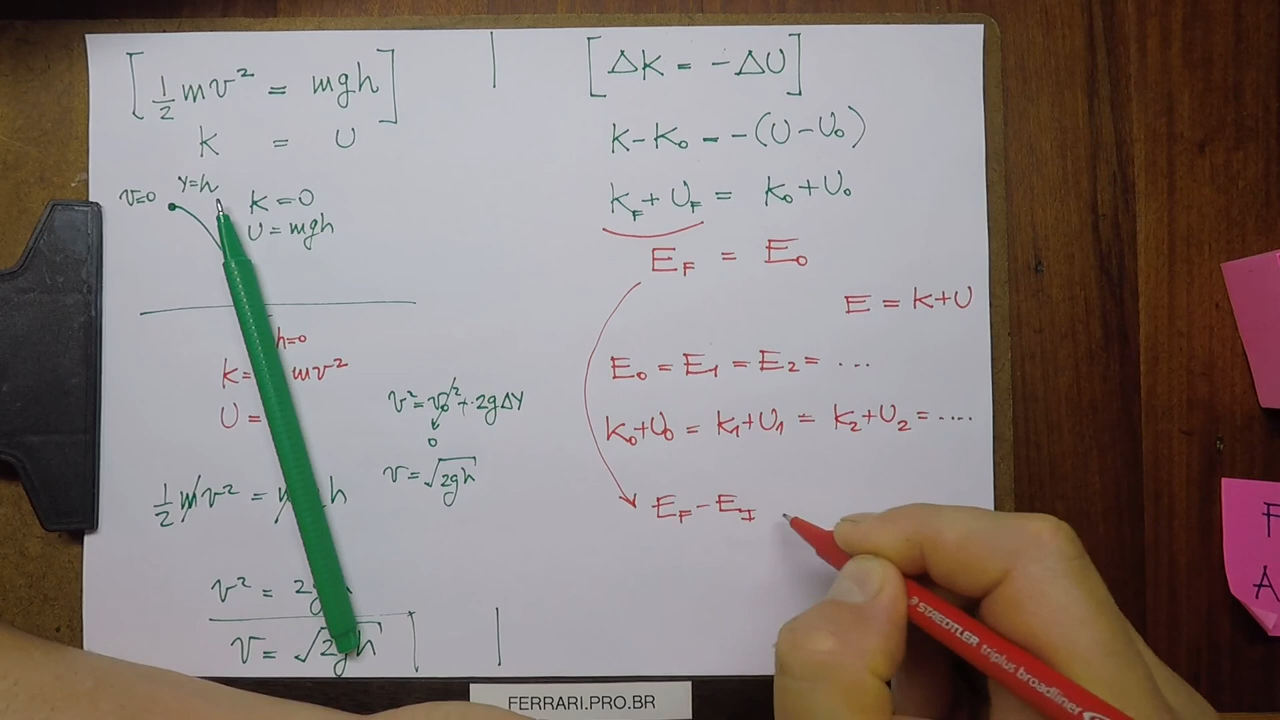 [½mv² = mgh]
K = U
v=0
y=h
K=0
U=mgh
h=0
K= mv²
U=
v²=v₀²+2gΔY
0
v=√2gh
½mv² = h
v² = 2g
v= √2gh
[ΔK = -ΔU]
K-K₀ = -(U-U₀)
K_F+U_F = K₀+U₀
E_F = E₀
E = K+U
E₀ = E₁ = E₂ = ...
K₀+U₀ = K₁+U₁ = K₂+U₂ = ....
E_F-E_I
STAEDTLER triplus broadliner
FERRARI.PRO.BR
F
A